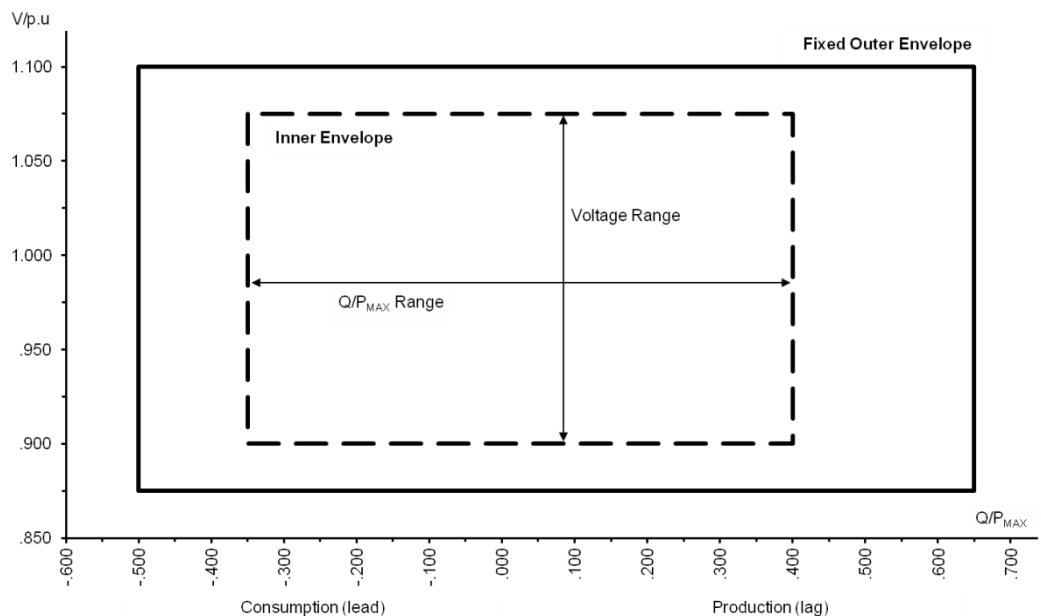 V/p.u
Fixed Outer Envelope
1.100
Inner Envelope
1.050
Voltage Range
1.000
Q/PMAX Range
.950
.900
Q/PMAX
.850
-.600
-.500
-.400
-.300
-.200
-.100
.000
.100
.200
.300
.400
.500
.600
.700
Consumption (lead)
Production (lag)